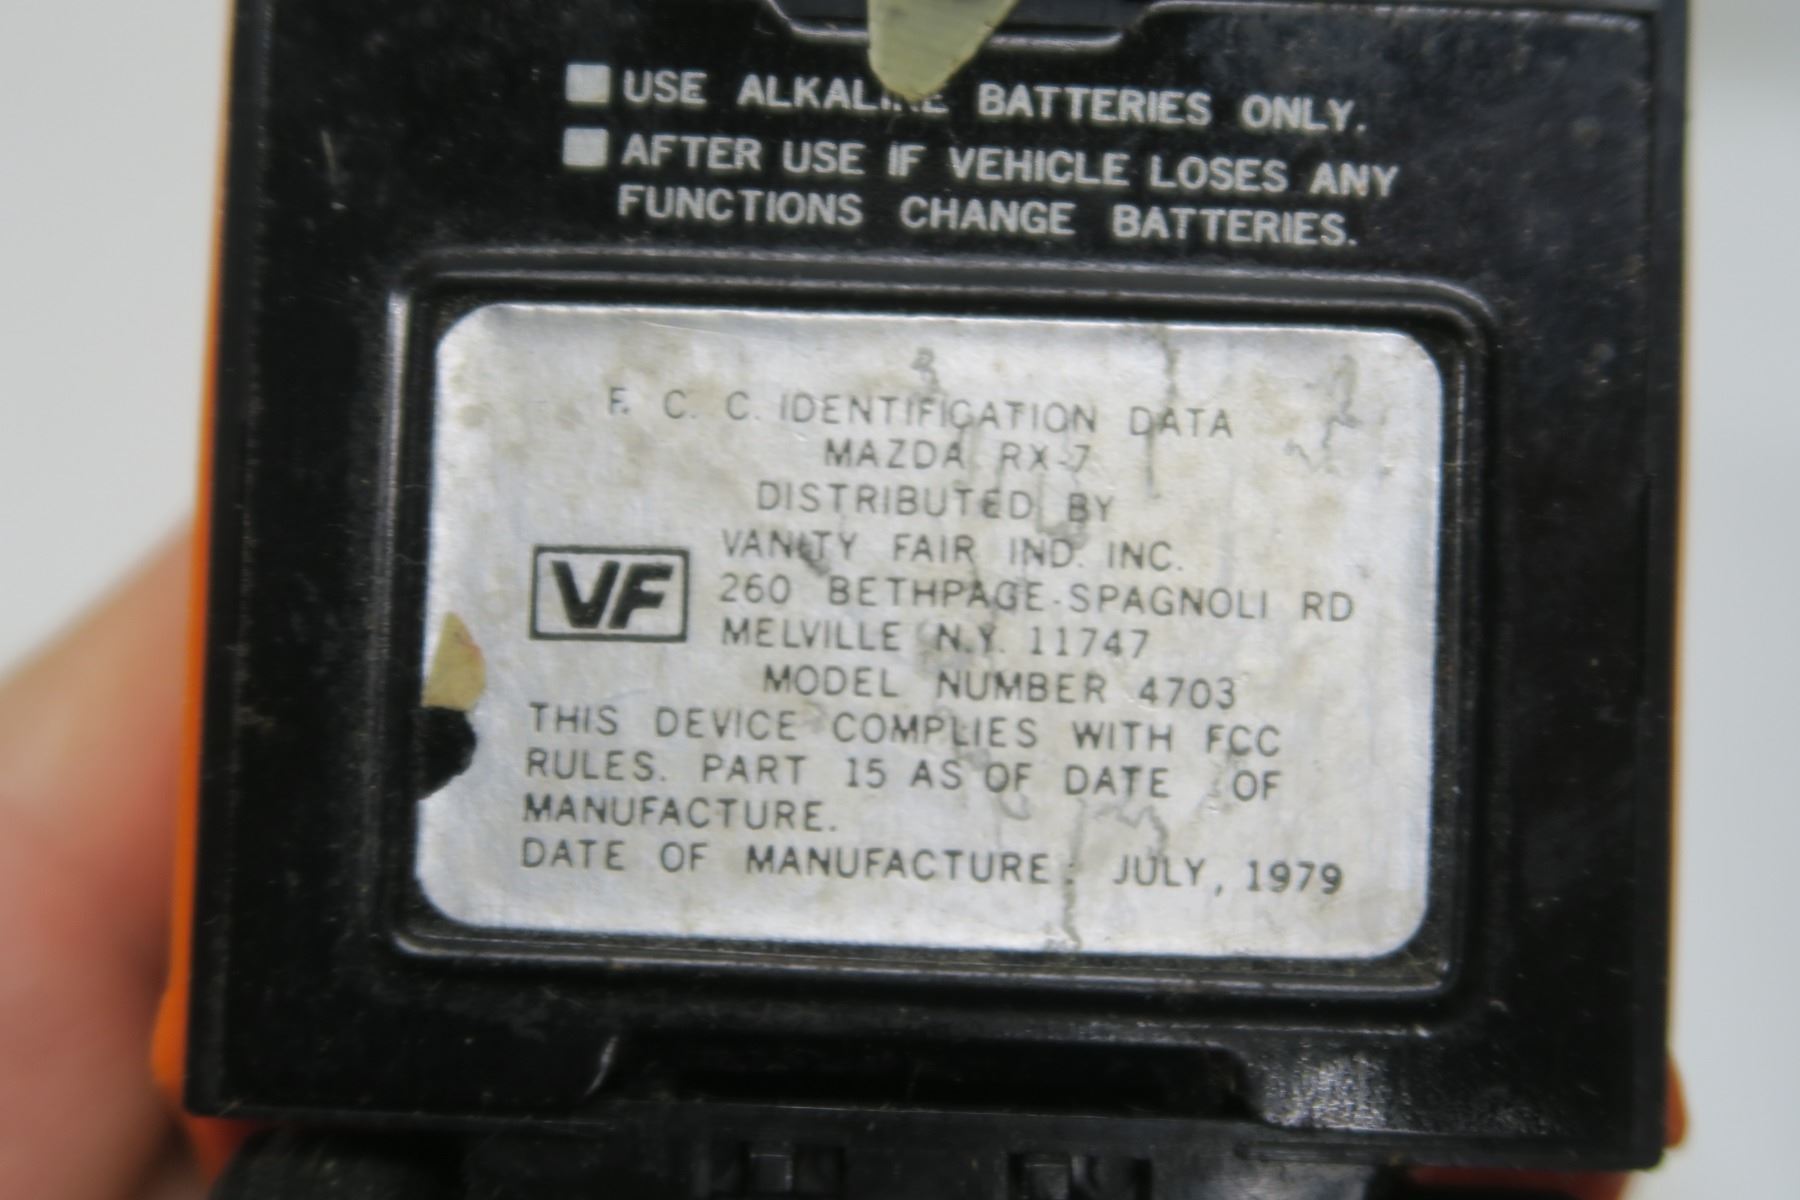 USE ALKALINE BATTERIES ONLY.
AFTER USE IF VEHICLE LOSES ANY
FUNCTIONS CHANGE BATTERIES.
F. C. C. IDENTIFICATION DATA
MAZDA RX-7
DISTRIBUTED BY
VANITY FAIR IND. INC.
VF
260 BETHPAGE-SPAGNOLI RD
MELVILLE N.Y. 11747
MODEL NUMBER 4703
THIS DEVICE COMPLIES WITH FCC
RULES. PART 15 AS OF DATE OF
MANUFACTURE.
DATE OF MANUFACTURE: JULY, 1979